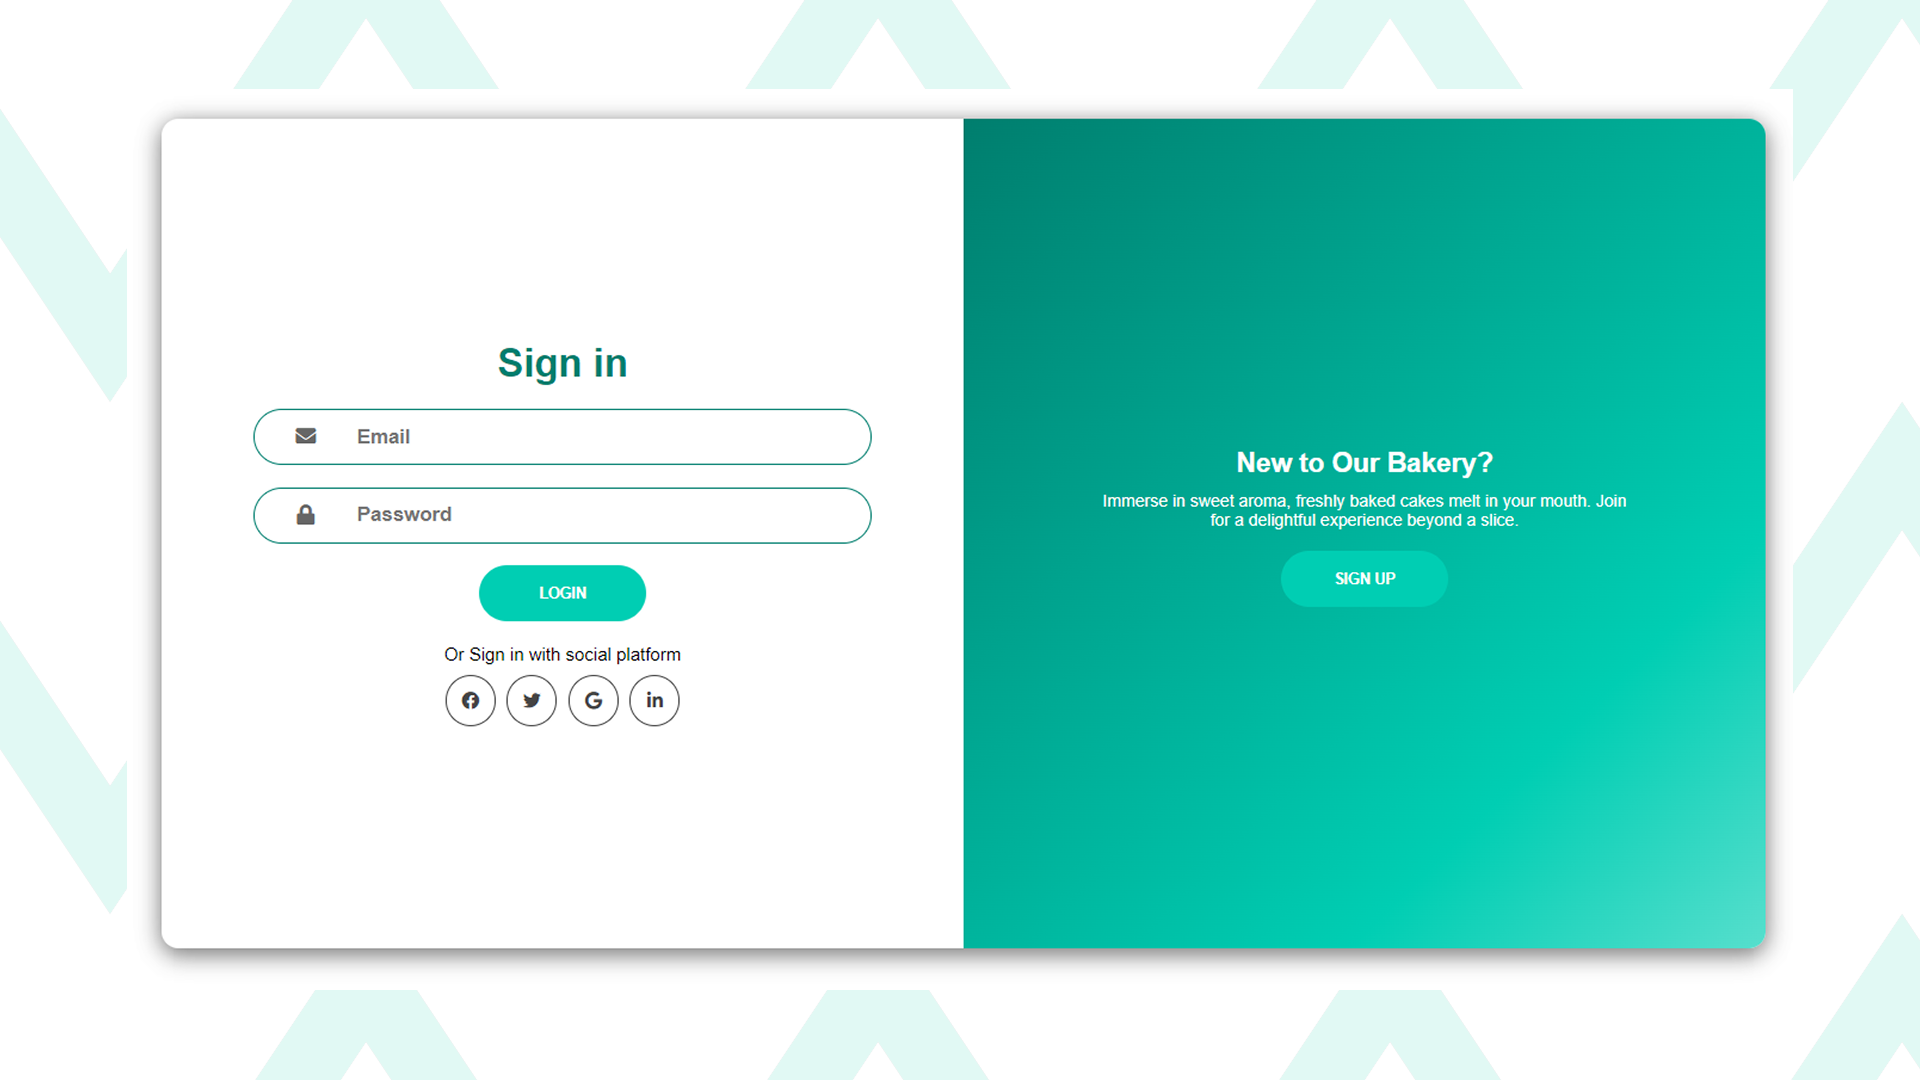 Sign in
Email
Password
LOGIN
Or Sign in with social platform
New to Our Bakery?
Immerse in sweet aroma, freshly baked cakes melt in your mouth. Join
for a delightful experience beyond a slice.
SIGN UP